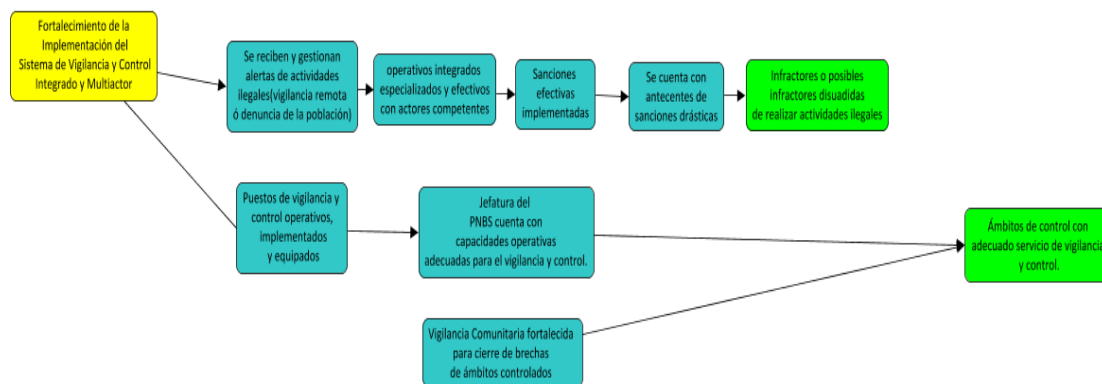 Fortalecimiento de la
Implementación del
Sistema de Vigilancia y Control
Integrado y Multiactor
Se reciben y gestionan
alertas de actividades
ilegales(vigilancia remota
ó denuncia de la población)
operativos integrados
especializados y efectivos
con actores competentes
Sanciones
efectivas
implementadas
Se cuenta con
antecentes de
sanciones drásticas
Infractores o posibles
infractores disuadidas
de realizar actividades ilegales
Puestos de vigilancia y
control operativos,
implementados
y equipados
Jefatura del
PNBS cuenta con
capacidades operativas
adecuadas para el vigilancia y control.
Ámbitos de control con
adecuado servicio de vigilancia
y control.
Vigilancia Comunitaria fortalecida
para cierre de brechas
de ámbitos controlados